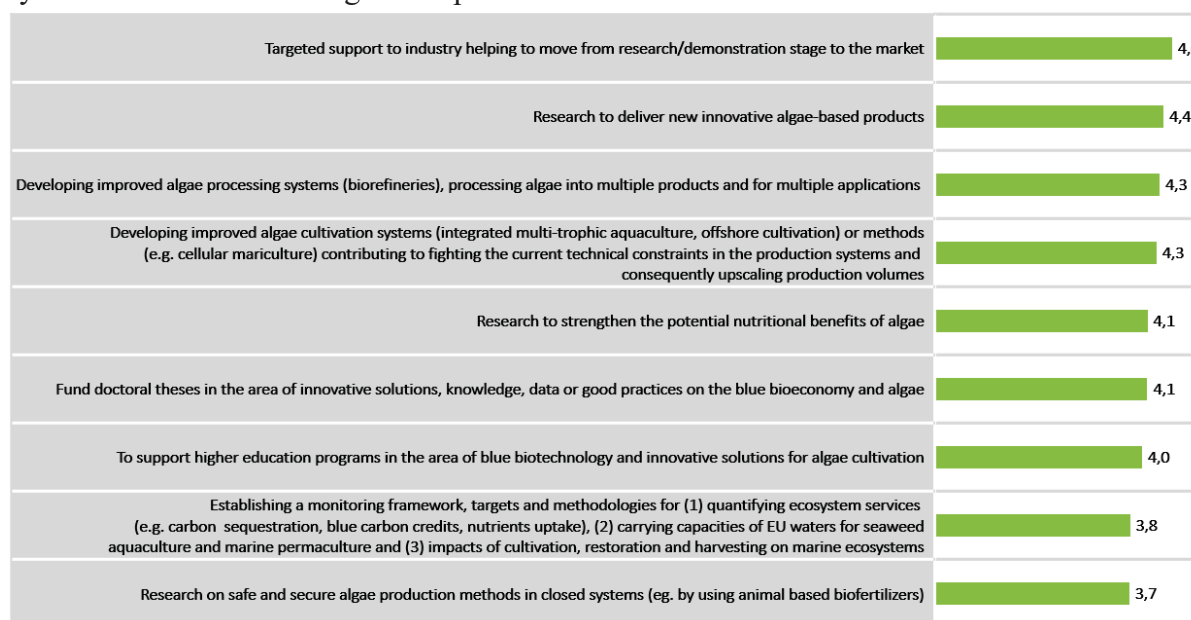 Targeted support to industry helping to move from research/demonstration stage to the market
4,
Research to deliver new innovative algae-based products
4,4
Developing improved algae processing systems (biorefineries), processing algae into multiple products and for multiple applications
4,3
Developing improved algae cultivation systems (integrated multi-trophic aquaculture, offshore cultivation) or methods
(e.g. cellular mariculture) contributing to fighting the current technical constraints in the production systems and
consequently upscaling production volumes
4,3
Research to strengthen the potential nutritional benefits of algae
4,1
Fund doctoral theses in the area of innovative solutions, knowledge, data or good practices on the blue bioeconomy and algae
4,1
To support higher education programs in the area of blue biotechnology and innovative solutions for algae cultivation
4,0
Establishing a monitoring framework, targets and methodologies for (1) quantifying ecosystem services
(e.g. carbon sequestration, blue carbon credits, nutrients uptake), (2) carrying capacities of EU waters for seaweed
aquaculture and marine permaculture and (3) impacts of cultivation, restoration and harvesting on marine ecosystems
3,8
Research on safe and secure algae production methods in closed systems (eg. by using animal based biofertilizers)
3,7